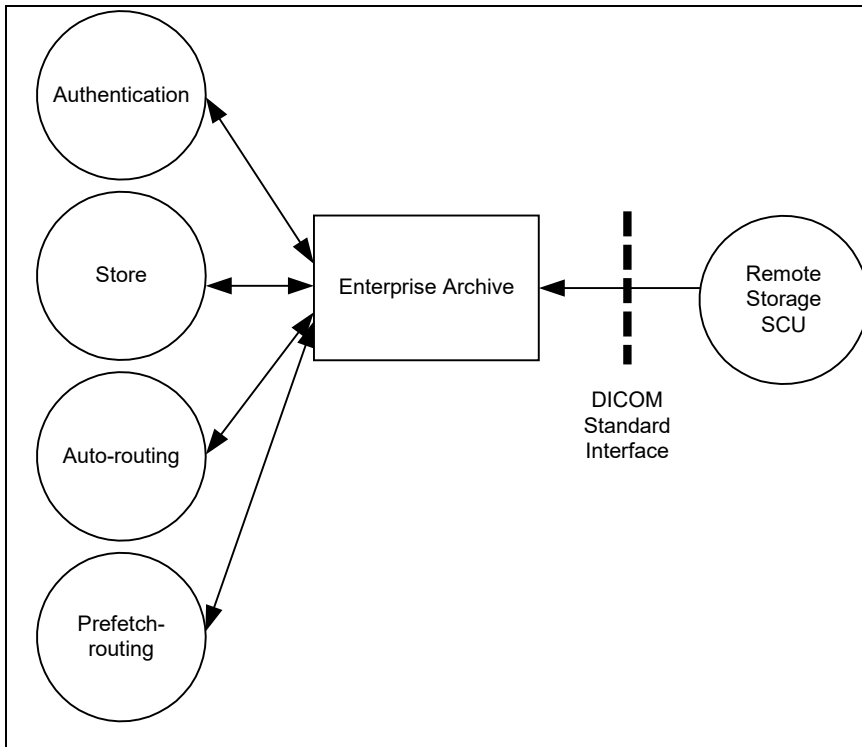 Authentication
Store
Enterprise Archive
Remote
Storage
SCU
DICOM
Standard
Interface
Auto-routing
Prefetch-
routing